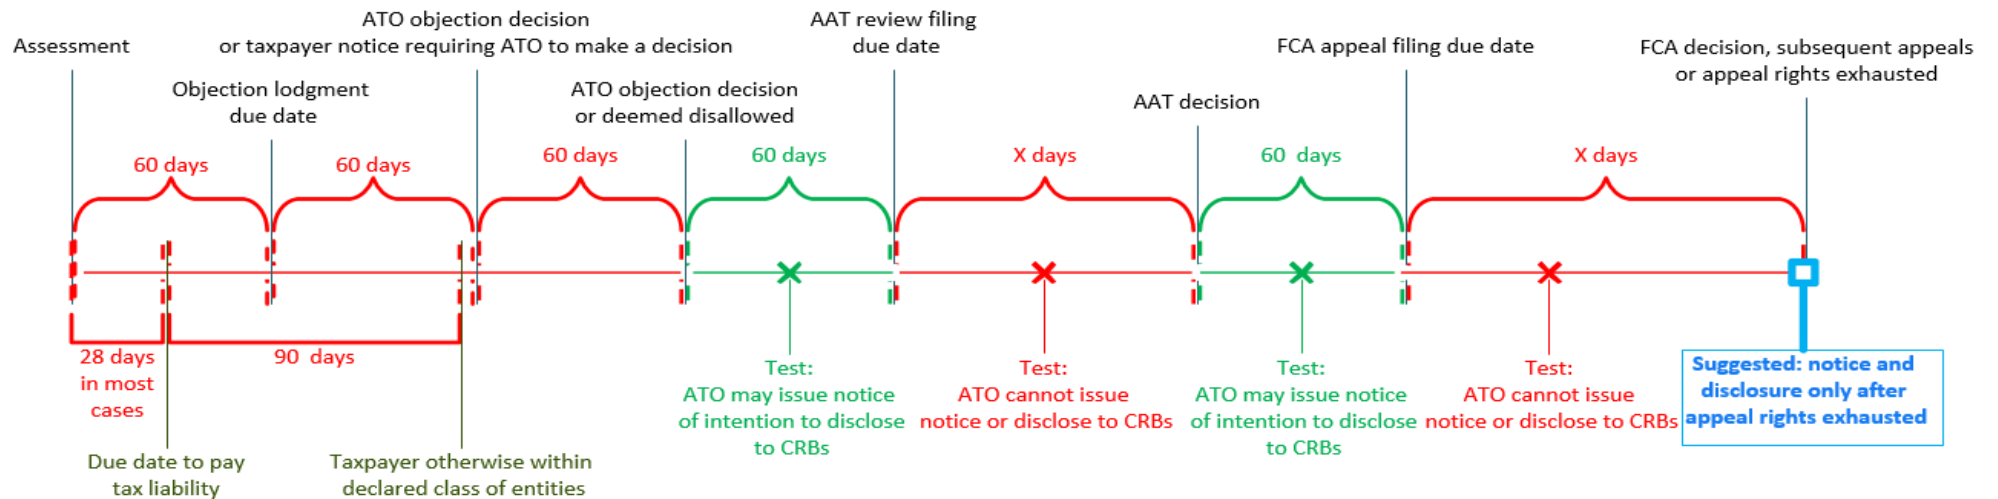 Assessment
Objection lodgment
due date
ATO objection decision
or taxpayer notice requiring ATO to make a decision
ATO objection decision
or deemed disallowed
AAT review filing
due date
AAT decision
FCA appeal filing due date
FCA decision, subsequent appeals
or appeal rights exhausted
60 days
60 days
60 days
60 days
X days
60  days
X days
28 days
in most
cases
90  days
Due date to pay
tax liability
Taxpayer otherwise within
declared class of entities
Test:
ATO may issue notice
of intention to disclose
to CRBs
Test:
ATO cannot issue
notice or disclose to CRBs
Test:
ATO may issue notice
of intention to disclose
to CRBs
Test:
ATO cannot issue
notice or disclose to CRBs
Suggested: notice and
disclosure only after
appeal rights exhausted